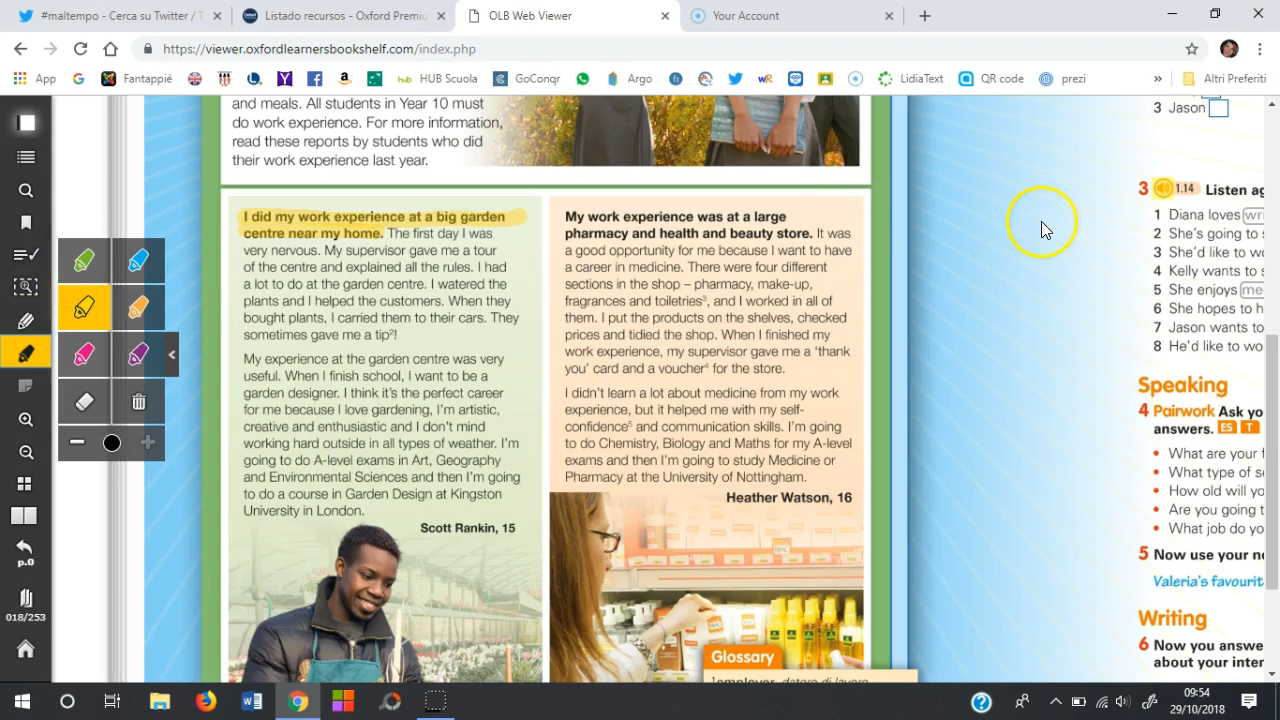 #maltempo - Cerca su Twitter / T
Listado recursos - Oxford Premiu
OLB Web Viewer
Your Account
https://viewer.oxfordlearnersbookshelf.com/index.php
App
Fantappié
HUB Scuola
GoConqr
Argo
LidiaText
QR code
prezi
Altri Preferiti
and meals. All students in Year 10 must
do work experience. For more information,
read these reports by students who did
their work experience last year.
I did my work experience at a big garden
centre near my home. The first day I was
very nervous. My supervisor gave me a tour
of the centre and explained all the rules. I had
a lot to do at the garden centre. I watered the
plants and I helped the customers. When they
bought plants, I carried them to their cars. They
sometimes gave me a tip²!
My experience at the garden centre was very
useful. When I finish school, I want to be a
garden designer. I think it's the perfect career
for me because I love gardening, I'm artistic,
creative and enthusiastic and I don't mind
working hard outside in all types of weather. I'm
going to do A-level exams in Art, Geography
and Environmental Sciences and then I'm going
to do a course in Garden Design at Kingston
University in London.
Scott Rankin, 15
My work experience was at a large
pharmacy and health and beauty store. It was
a good opportunity for me because I want to have
a career in medicine. There were four different
sections in the shop – pharmacy, make-up,
fragrances and toiletries³, and I worked in all of
them. I put the products on the shelves, checked
prices and tidied the shop. When I finished my
work experience, my supervisor gave me a 'thank
you' card and a voucher⁴ for the store.
I didn't learn a lot about medicine from my work
experience, but it helped me with my self-
confidence⁵ and communication skills. I'm going
to do Chemistry, Biology and Maths for my A-level
exams and then I'm going to study Medicine or
Pharmacy at the University of Nottingham.
Heather Watson, 16
Glossary
¹employer datore di lavoro
3 Jason
3 1.14 Listen ag
1 Diana loves wri
2 She's going to s
3 She'd like to wo
4 Kelly wants to s
5 She enjoys me
6 She hopes to h
7 Jason wants to
8 He'd like to wo
Speaking
4 Pairwork Ask yo
answers. ES T
• What are your f
• What type of s
• How old will yo
• Are you going t
• What job do yo
5 Now use your no
Valeria's favourit
Writing
6 Now you answe
about your inter
p.0
018/253
09:54
29/10/2018